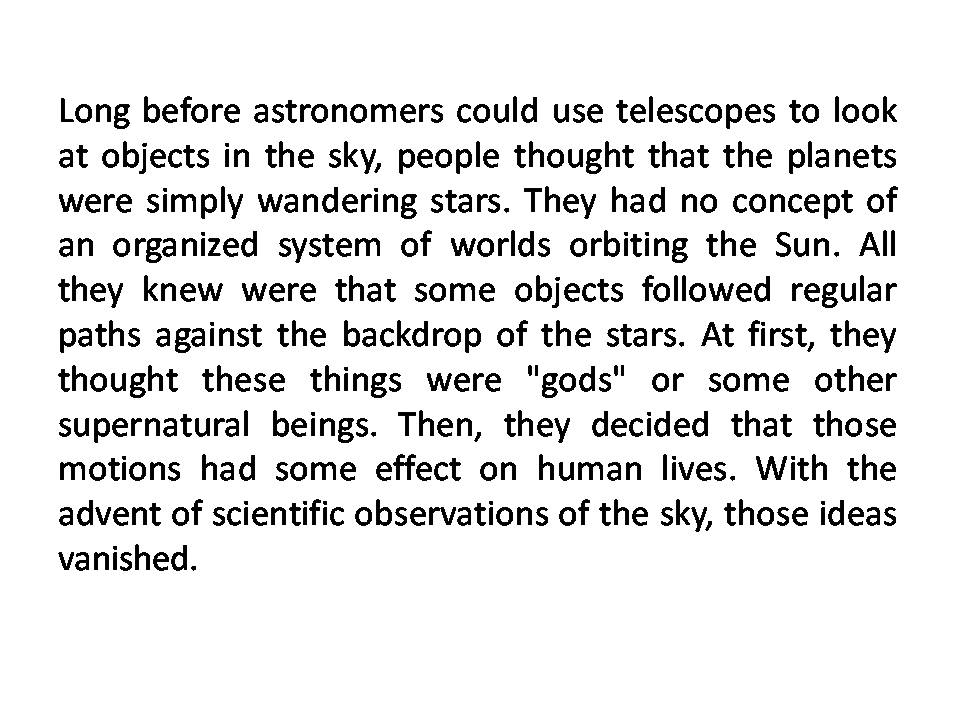 Long before astronomers could use telescopes to look
at objects in the sky, people thought that the planets
were simply wandering stars. They had no concept of
an organized system of worlds orbiting the Sun. All
they knew were that some objects followed regular
paths against the backdrop of the stars. At first, they
thought these things were "gods" or some other
supernatural beings. Then, they decided that those
motions had some effect on human lives. With the
advent of scientific observations of the sky, those ideas
vanished.